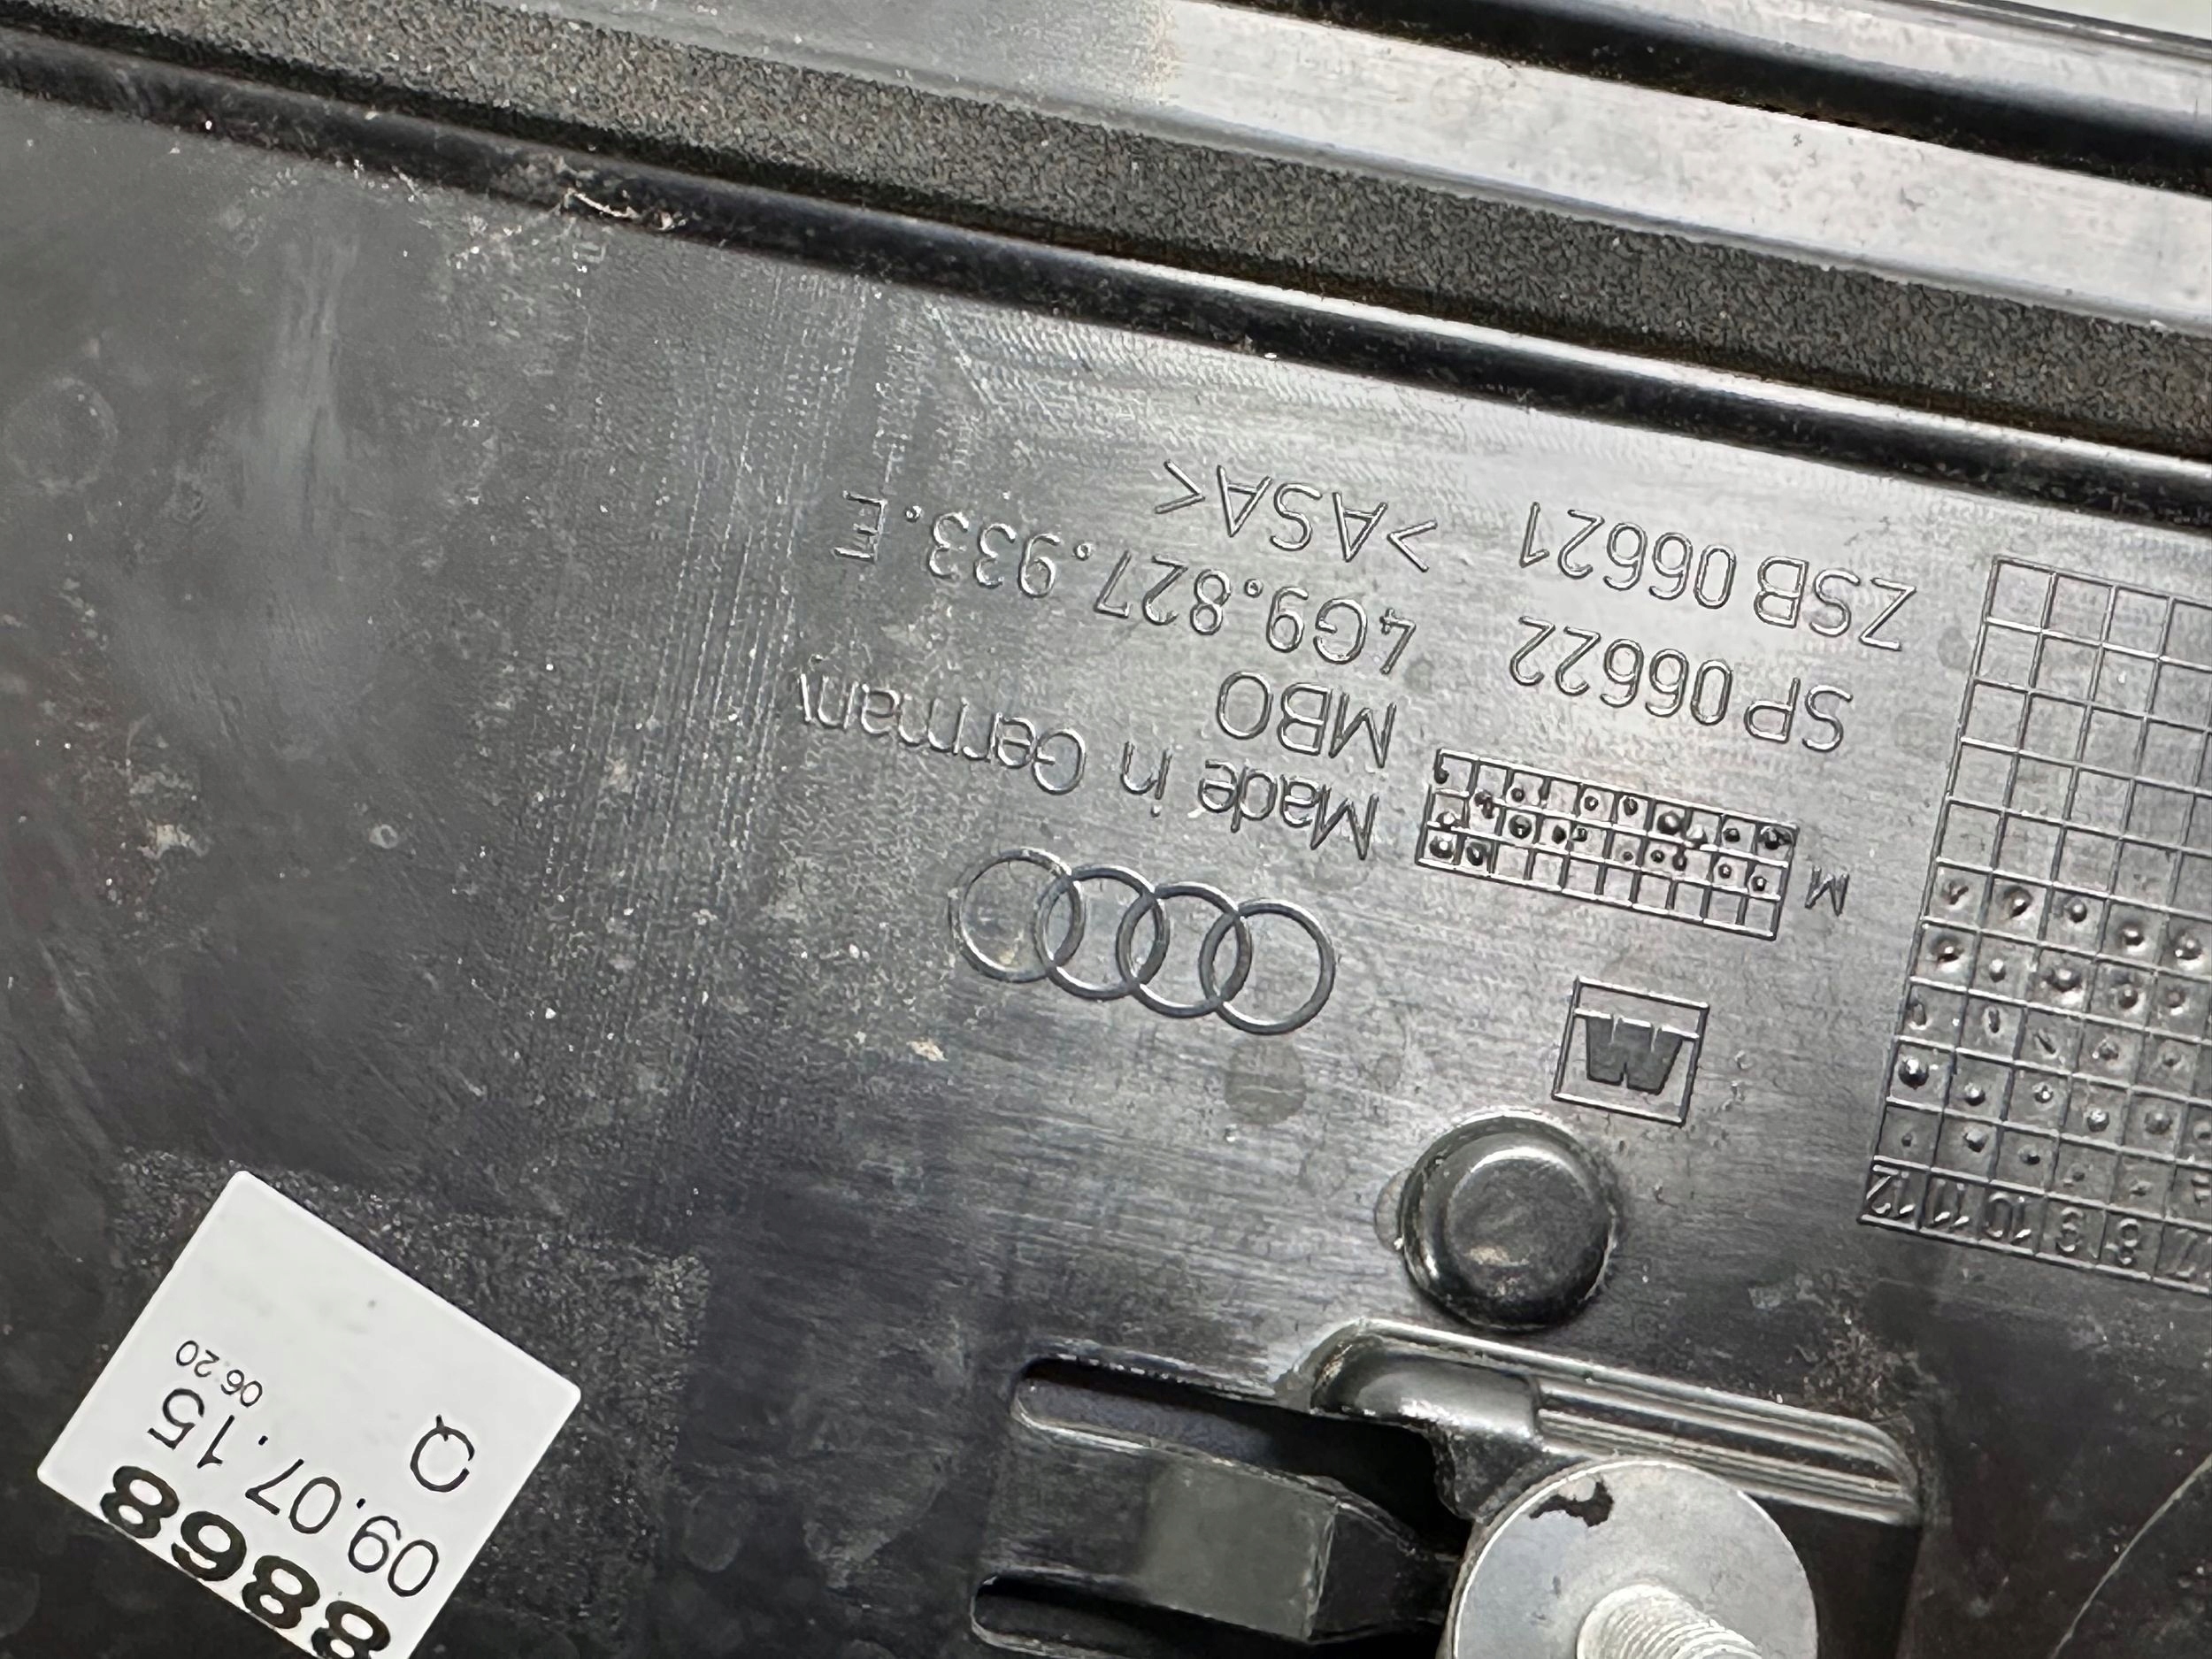 8868
09.07.15
Q 06:20
7 8 9 10 11 12
W
M
Made in Germany
MBO
SP 06622 4G9.827.933.E
ZSB 06621 >ASA<